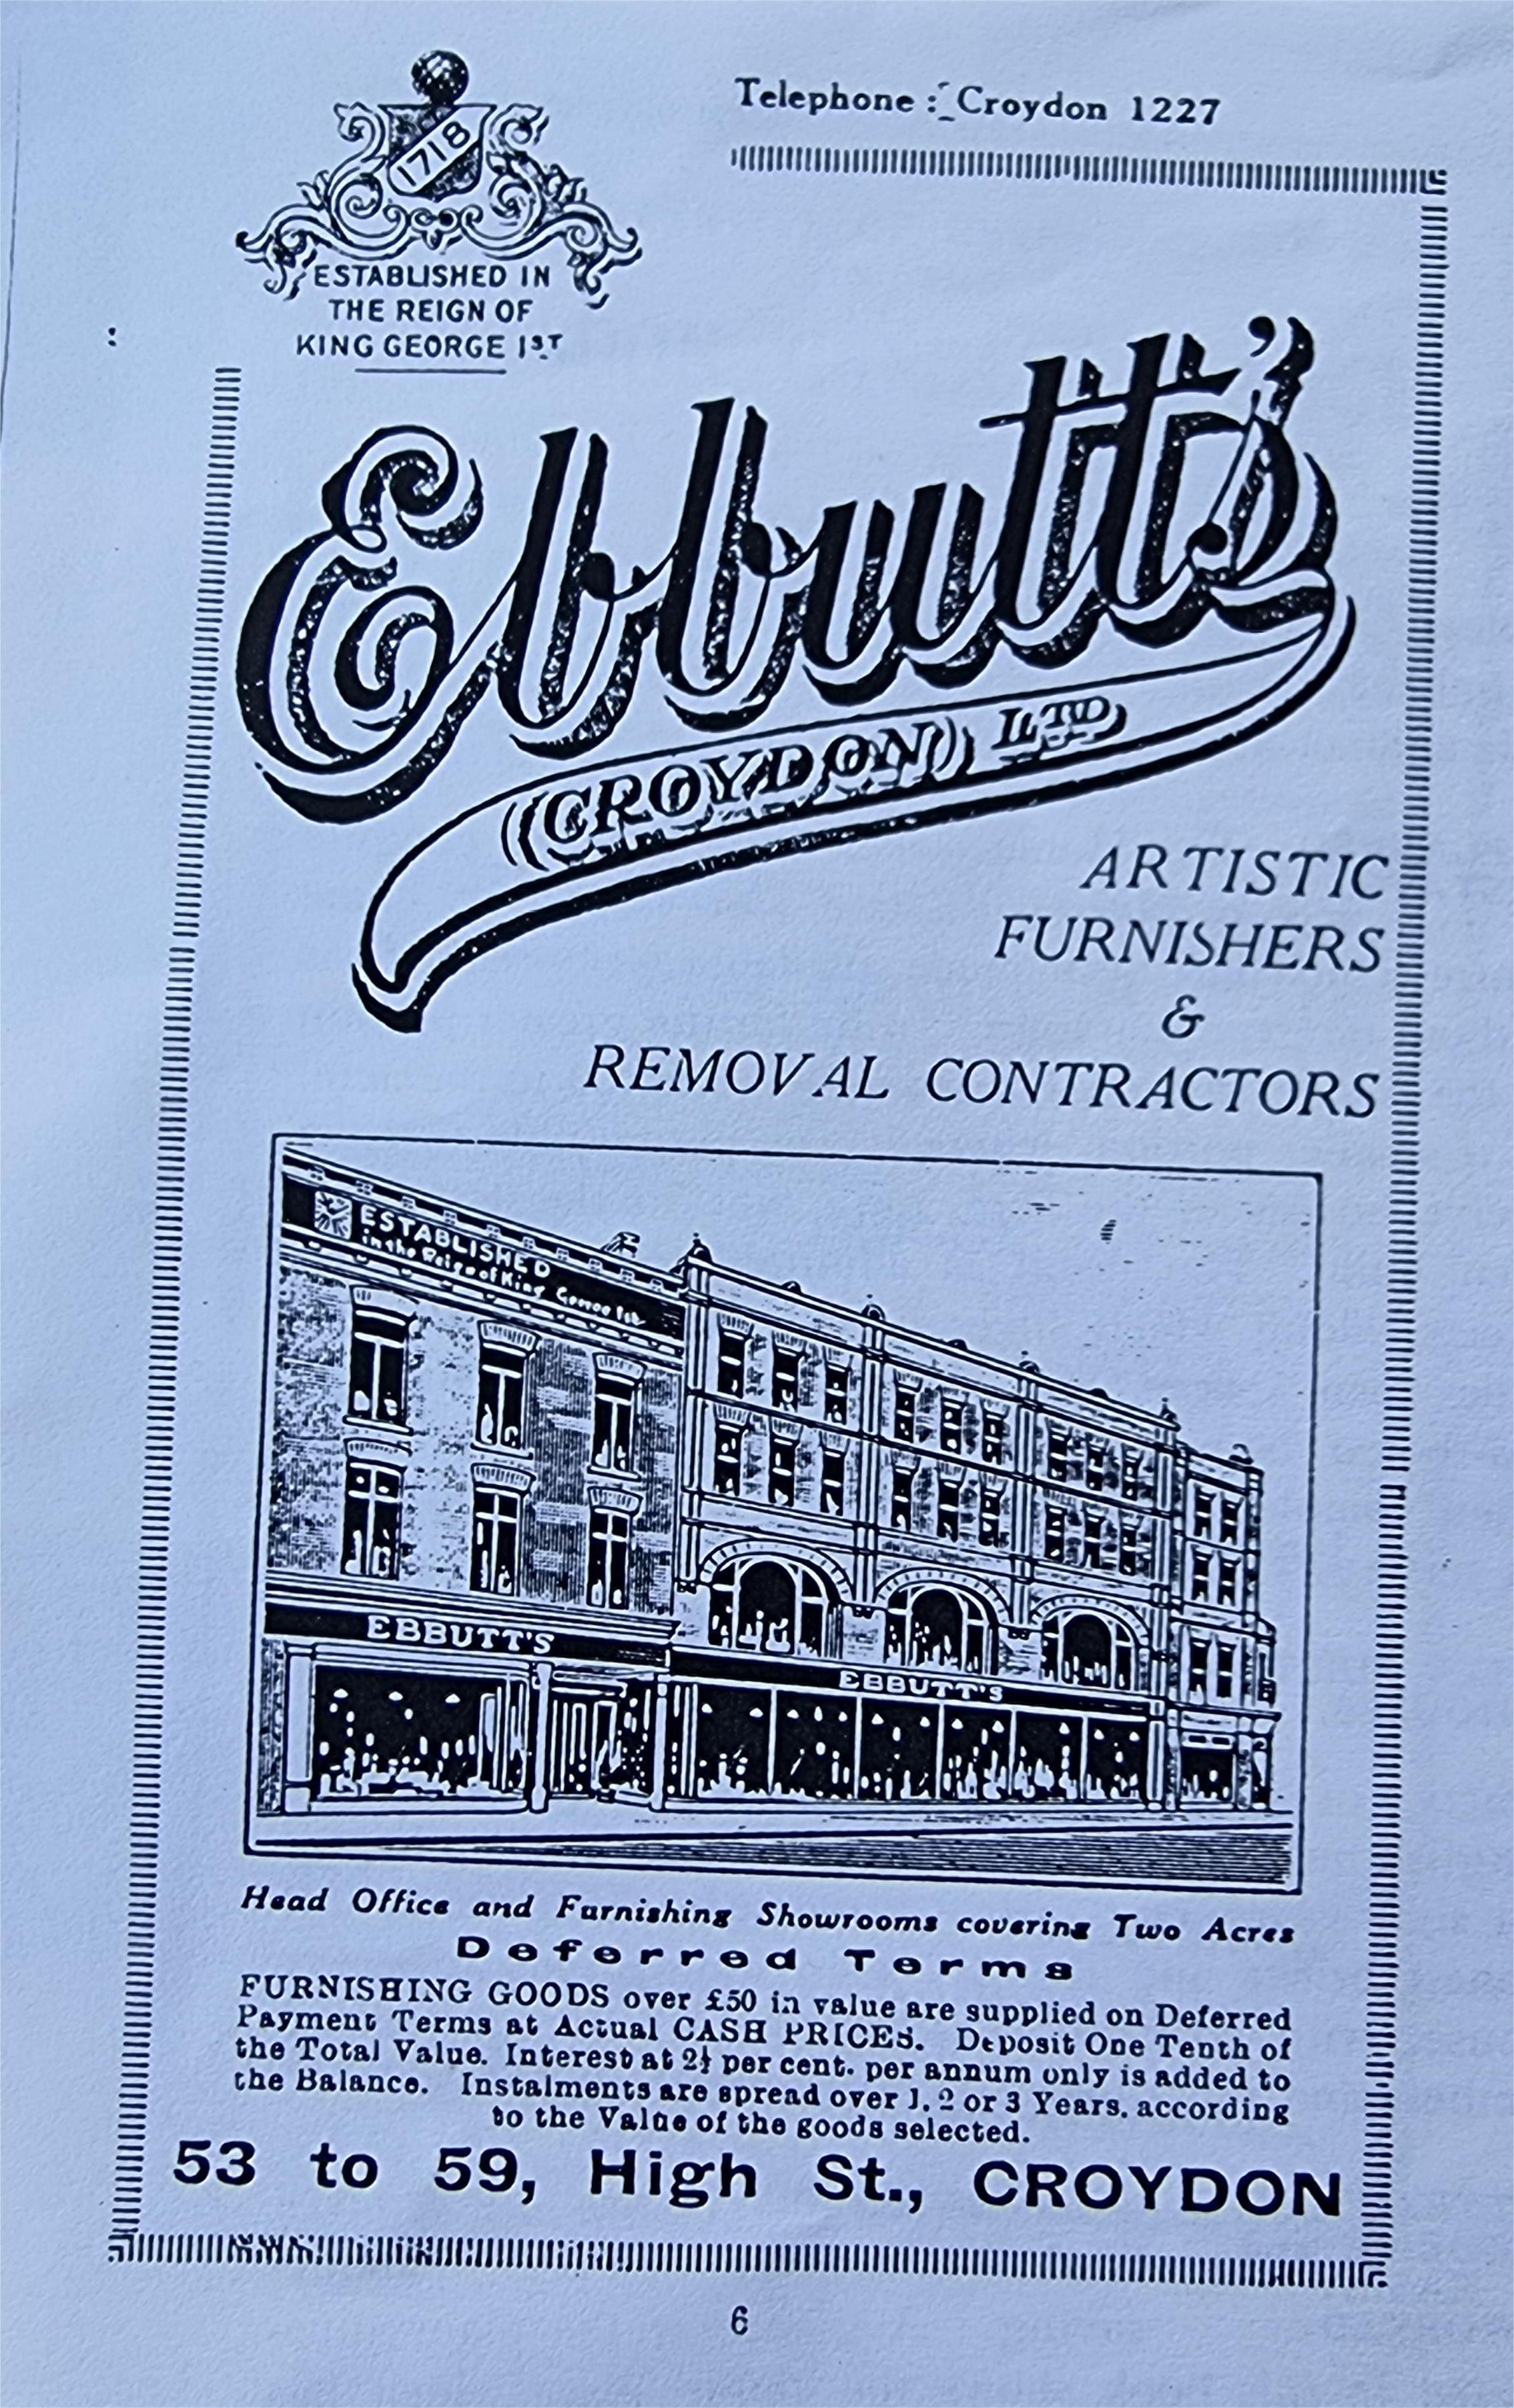 Telephone : Croydon 1227
1718
ESTABLISHED IN
THE REIGN OF
KING GEORGE 1ST
Ebbutt's
(CROYDON) LTD
ARTISTIC
FURNISHERS
&
REMOVAL CONTRACTORS
ESTABLISHED
in the Reign of King George 1st
EBBUTT'S
EBBUTT'S
Head Office and Furnishing Showrooms covering Two Acres
Deferred Terms
FURNISHING GOODS over £50 in value are supplied on Deferred
Payment Terms at Actual CASH PRICES. Deposit One Tenth of
the Total Value. Interest at 2½ per cent. per annum only is added to
the Balance. Instalments are spread over 1, 2 or 3 Years, according
to the Value of the goods selected.
53 to 59, High St., CROYDON
6